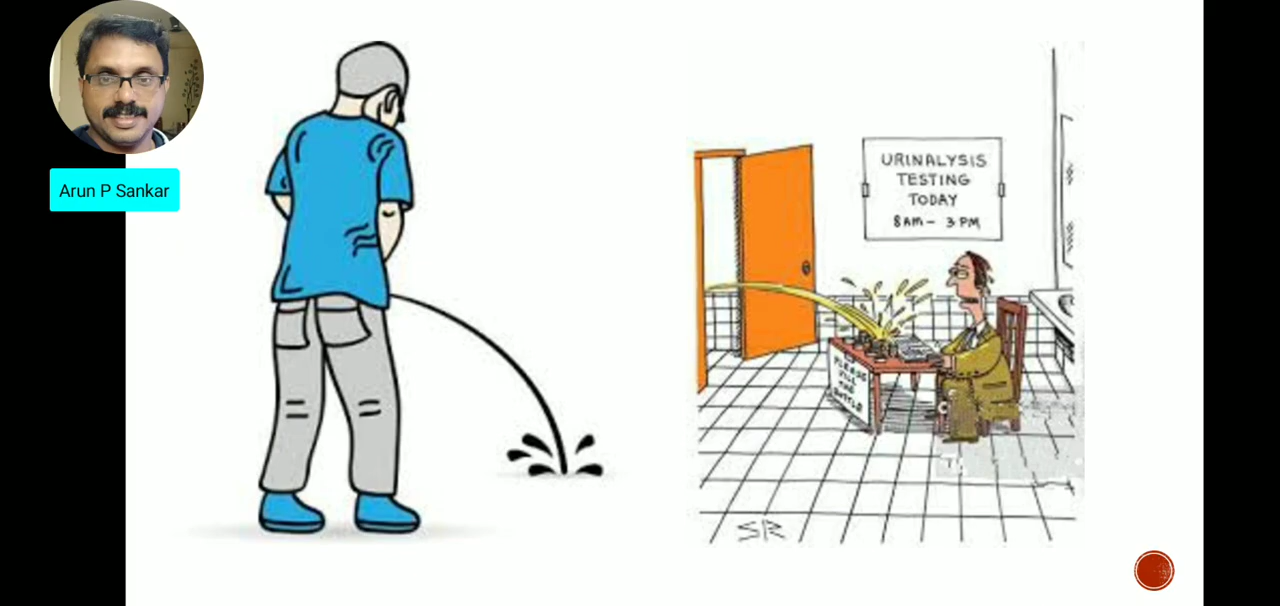 Arun P Sankar
URINALYSIS
TESTING
TODAY
8AM - 3 PM
PLEASE
FILL
THE
BOTTLE
SR